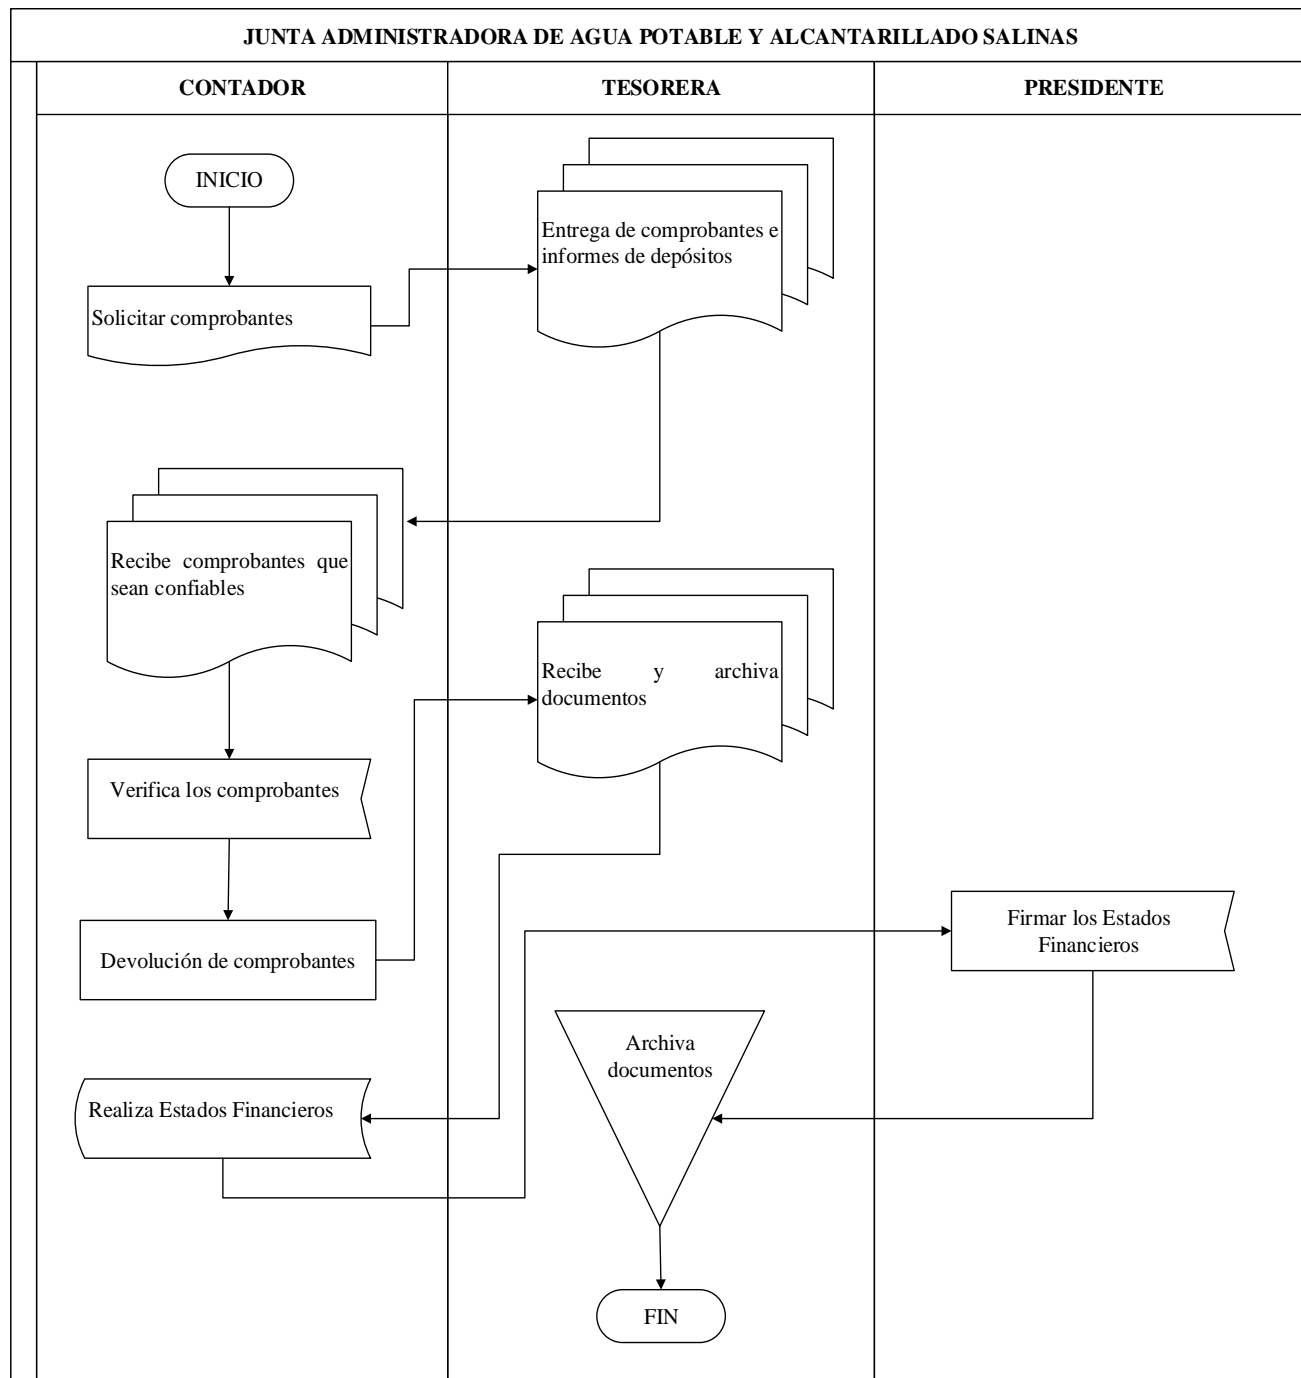 JUNTA ADMINISTRADORA DE AGUA POTABLE Y ALCANTARILLADO SALINAS
CONTADOR
TESORERA
PRESIDENTE
INICIO
Solicitar comprobantes
Entrega de comprobantes e
informes de depósitos
Recibe comprobantes que
sean confiables
Verifica los comprobantes
Devolución de comprobantes
Recibe y archiva
documentos
Realiza Estados Financieros
Firmar los Estados
Financieros
Archiva
documentos
FIN